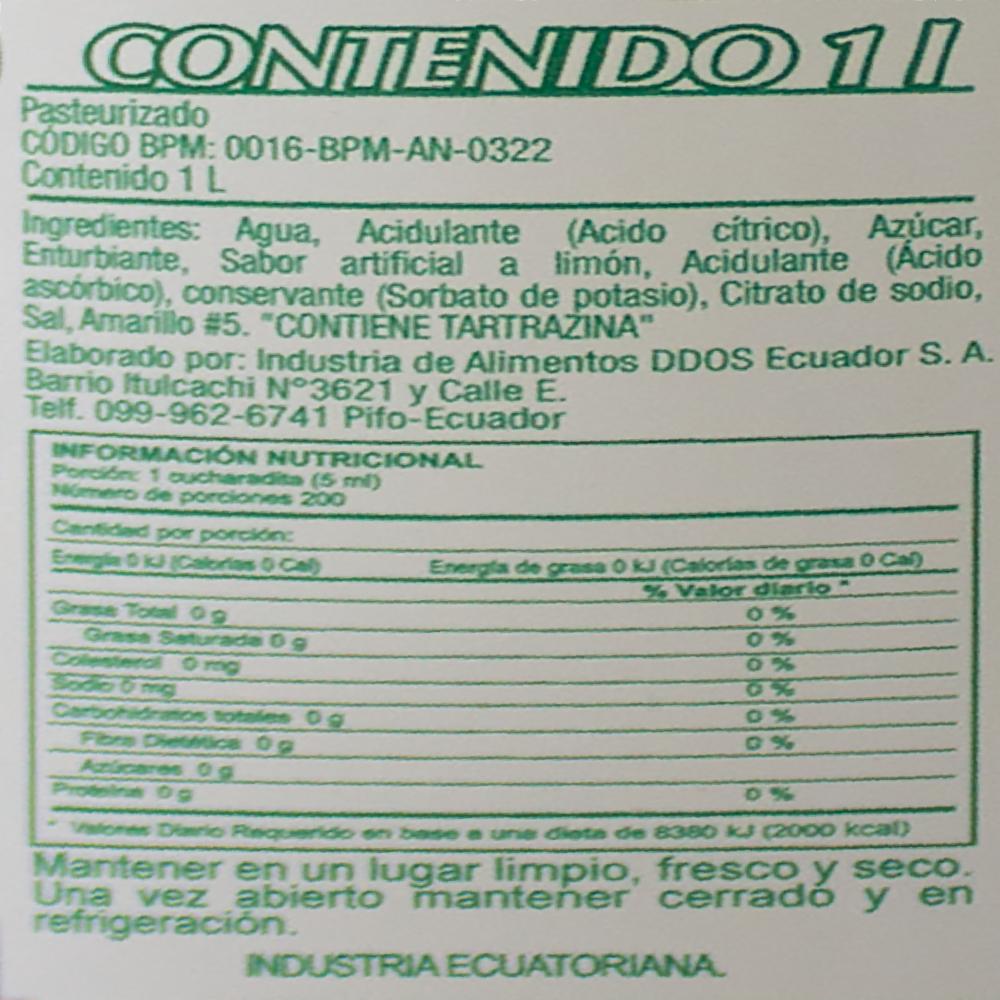 CONTENIDO 1 l
Pasteurizado
CÓDIGO BPM: 0016-BPM-AN-0322
Contenido 1 L
Ingredientes: Agua, Acidulante (Acido cítrico), Azúcar,
Enturbiante, Sabor artificial a limón, Acidulante (Ácido
ascórbico), conservante (Sorbato de potasio), Citrato de sodio,
Sal, Amarillo #5. "CONTIENE TARTRAZINA"
Elaborado por: Industria de Alimentos DDOS Ecuador S. A.
Barrio Itulcachi N°3621 y Calle E.
Telf. 099-962-6741 Pifo-Ecuador
INFORMACIÓN NUTRICIONAL
Porción: 1 cucharadita (5 ml)
Número de porciones 200
Cantidad por porción:
Energía 0 kJ (Calorías 0 Cal) Energía de grasa 0 kJ (Calorías de grasa 0 Cal)
% Valor diario *
Grasa Total 0 g 0 %
Grasa Saturada 0 g 0 %
Colesterol 0 mg 0 %
Sodio 0 mg 0 %
Carbohidratos totales 0 g 0 %
Fibra Dietética 0 g 0 %
Azúcares 0 g
Proteína 0 g 0 %
* Valores Diario Requerido en base a una dieta de 8380 kJ (2000 kcal)
Mantener en un lugar limpio, fresco y seco.
Una vez abierto mantener cerrado y en
refrigeración.
INDUSTRIA ECUATORIANA.